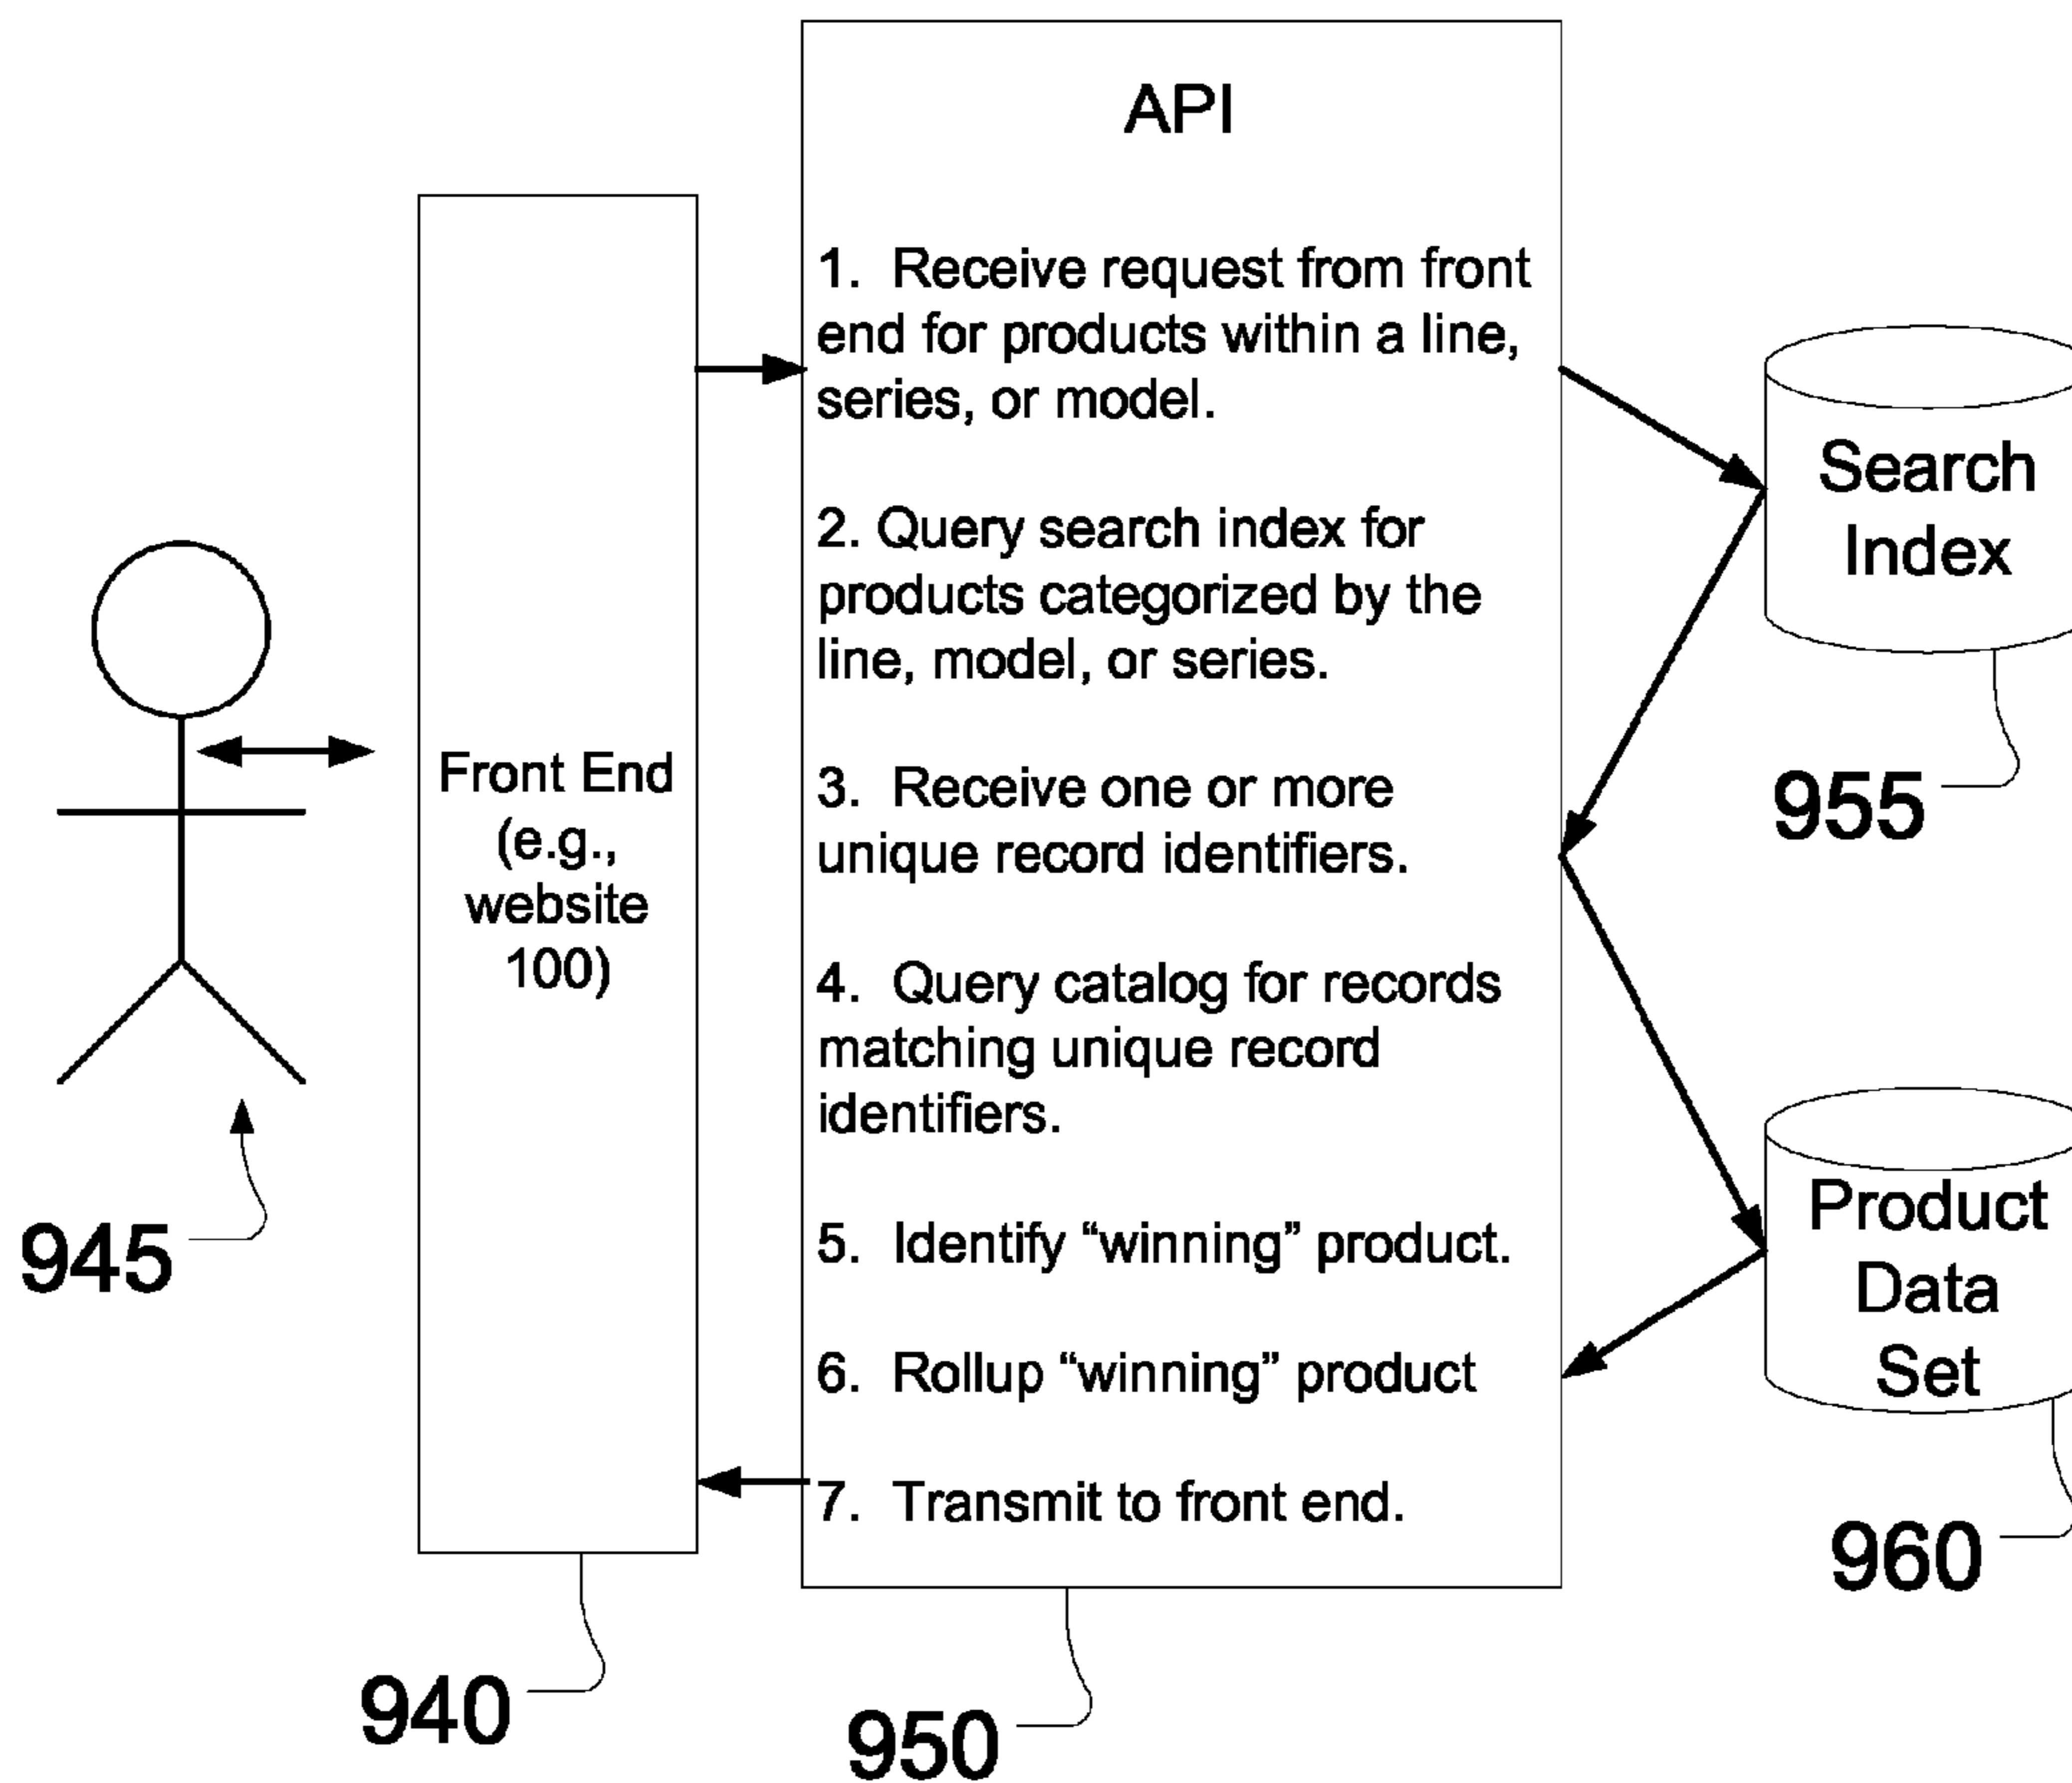 API
1. Receive request from front
end for products within a line,
series, or model.
2. Query search index for
products categorized by the
line, model, or series.
3. Receive one or more
unique record identifiers.
4. Query catalog for records
matching unique record
identifiers.
5. Identify “winning” product.
6. Rollup “winning” product
7. Transmit to front end.
Front End
(e.g.,
website
100)
Search
Index
955
Product
Data
Set
960
945
940
950